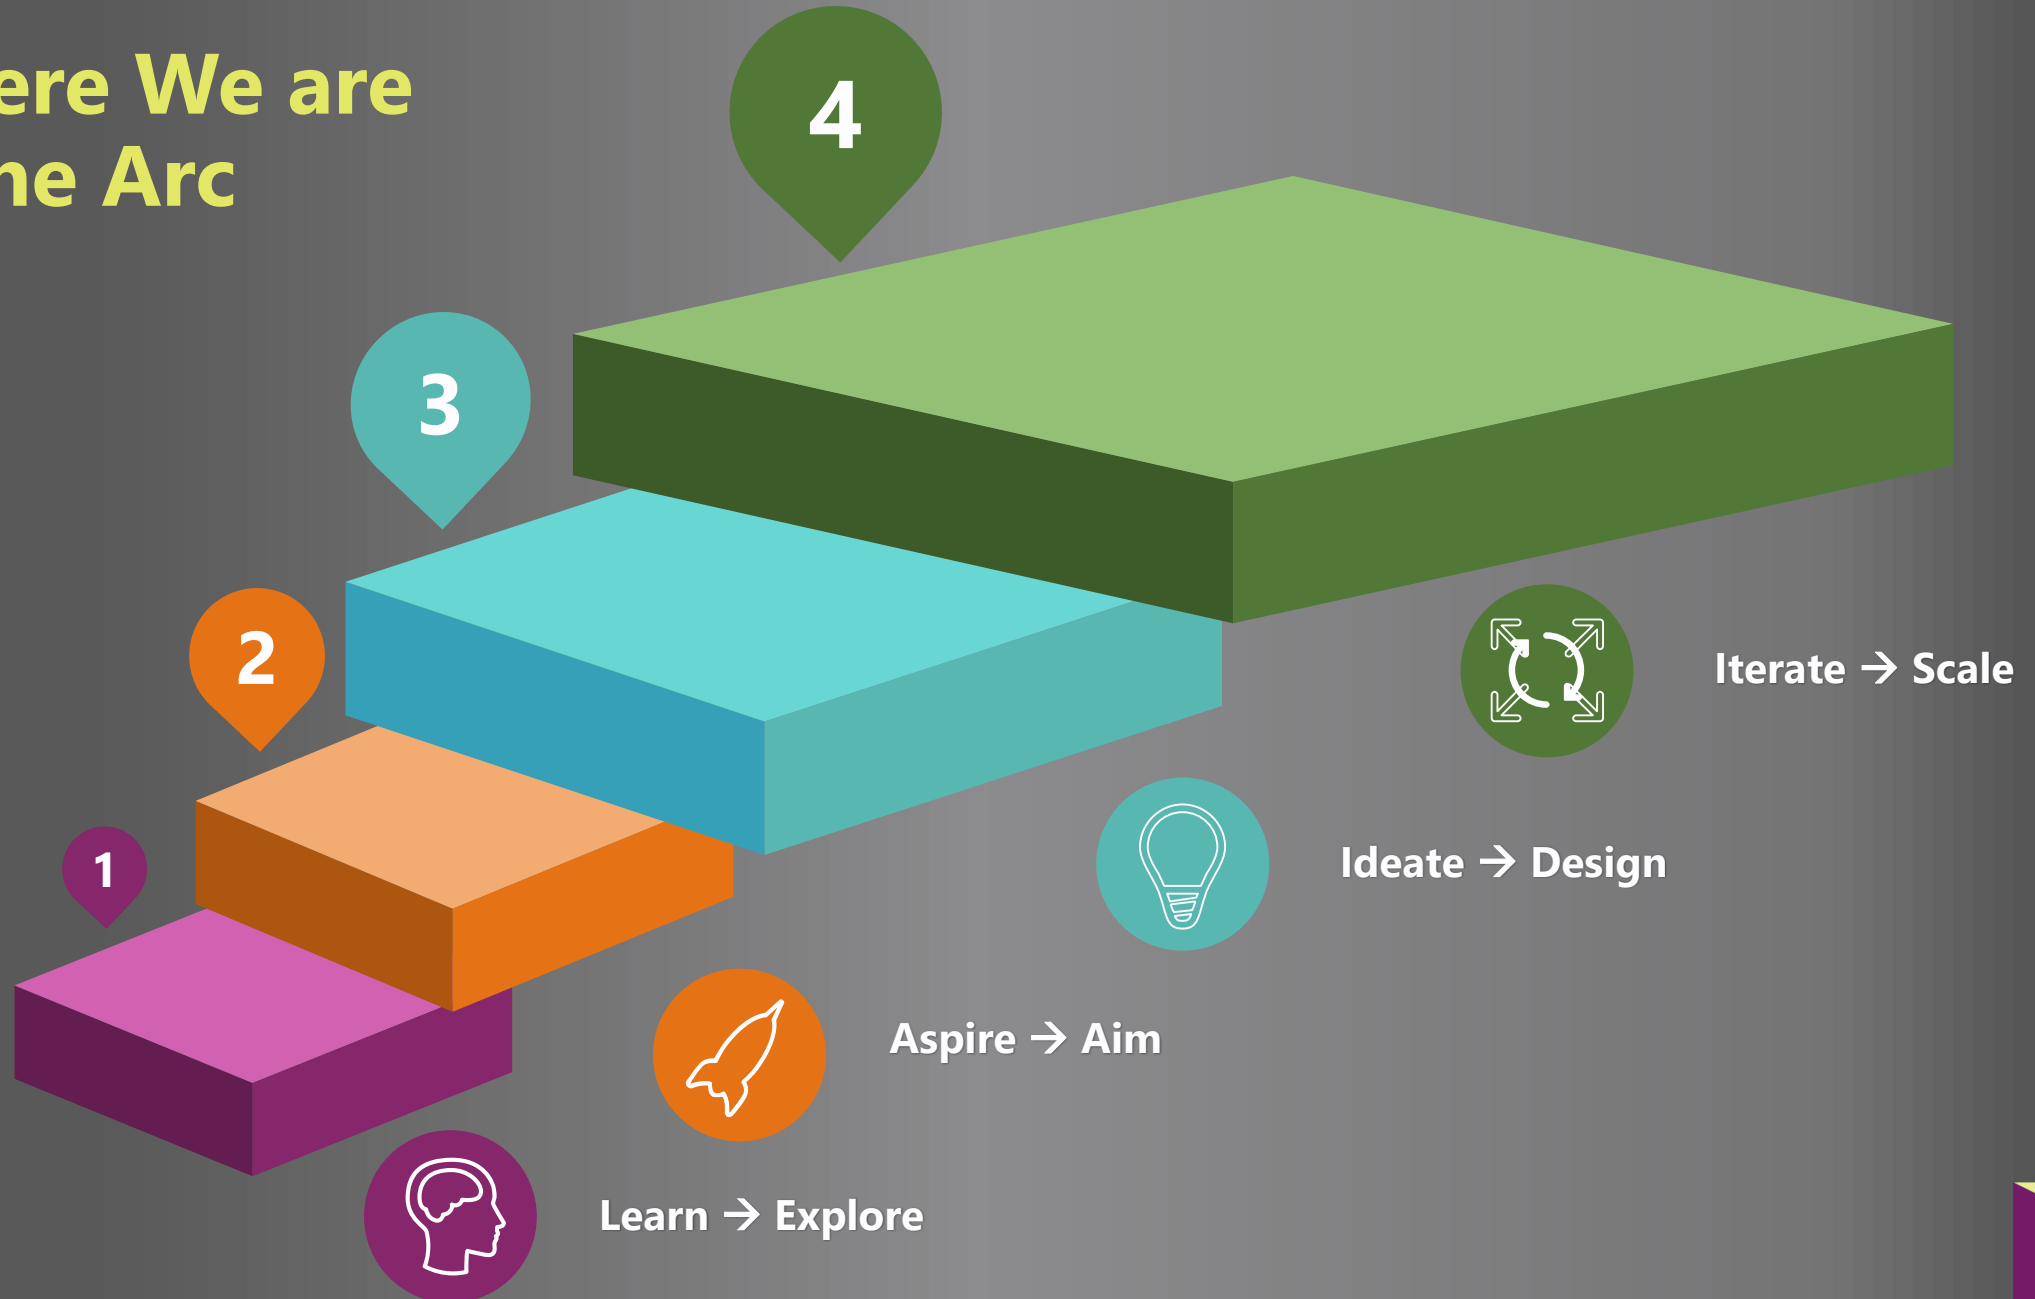 ere We are
ne Arc
4
3
2
1
Iterate → Scale
Ideate → Design
Aspire → Aim
Learn → Explore